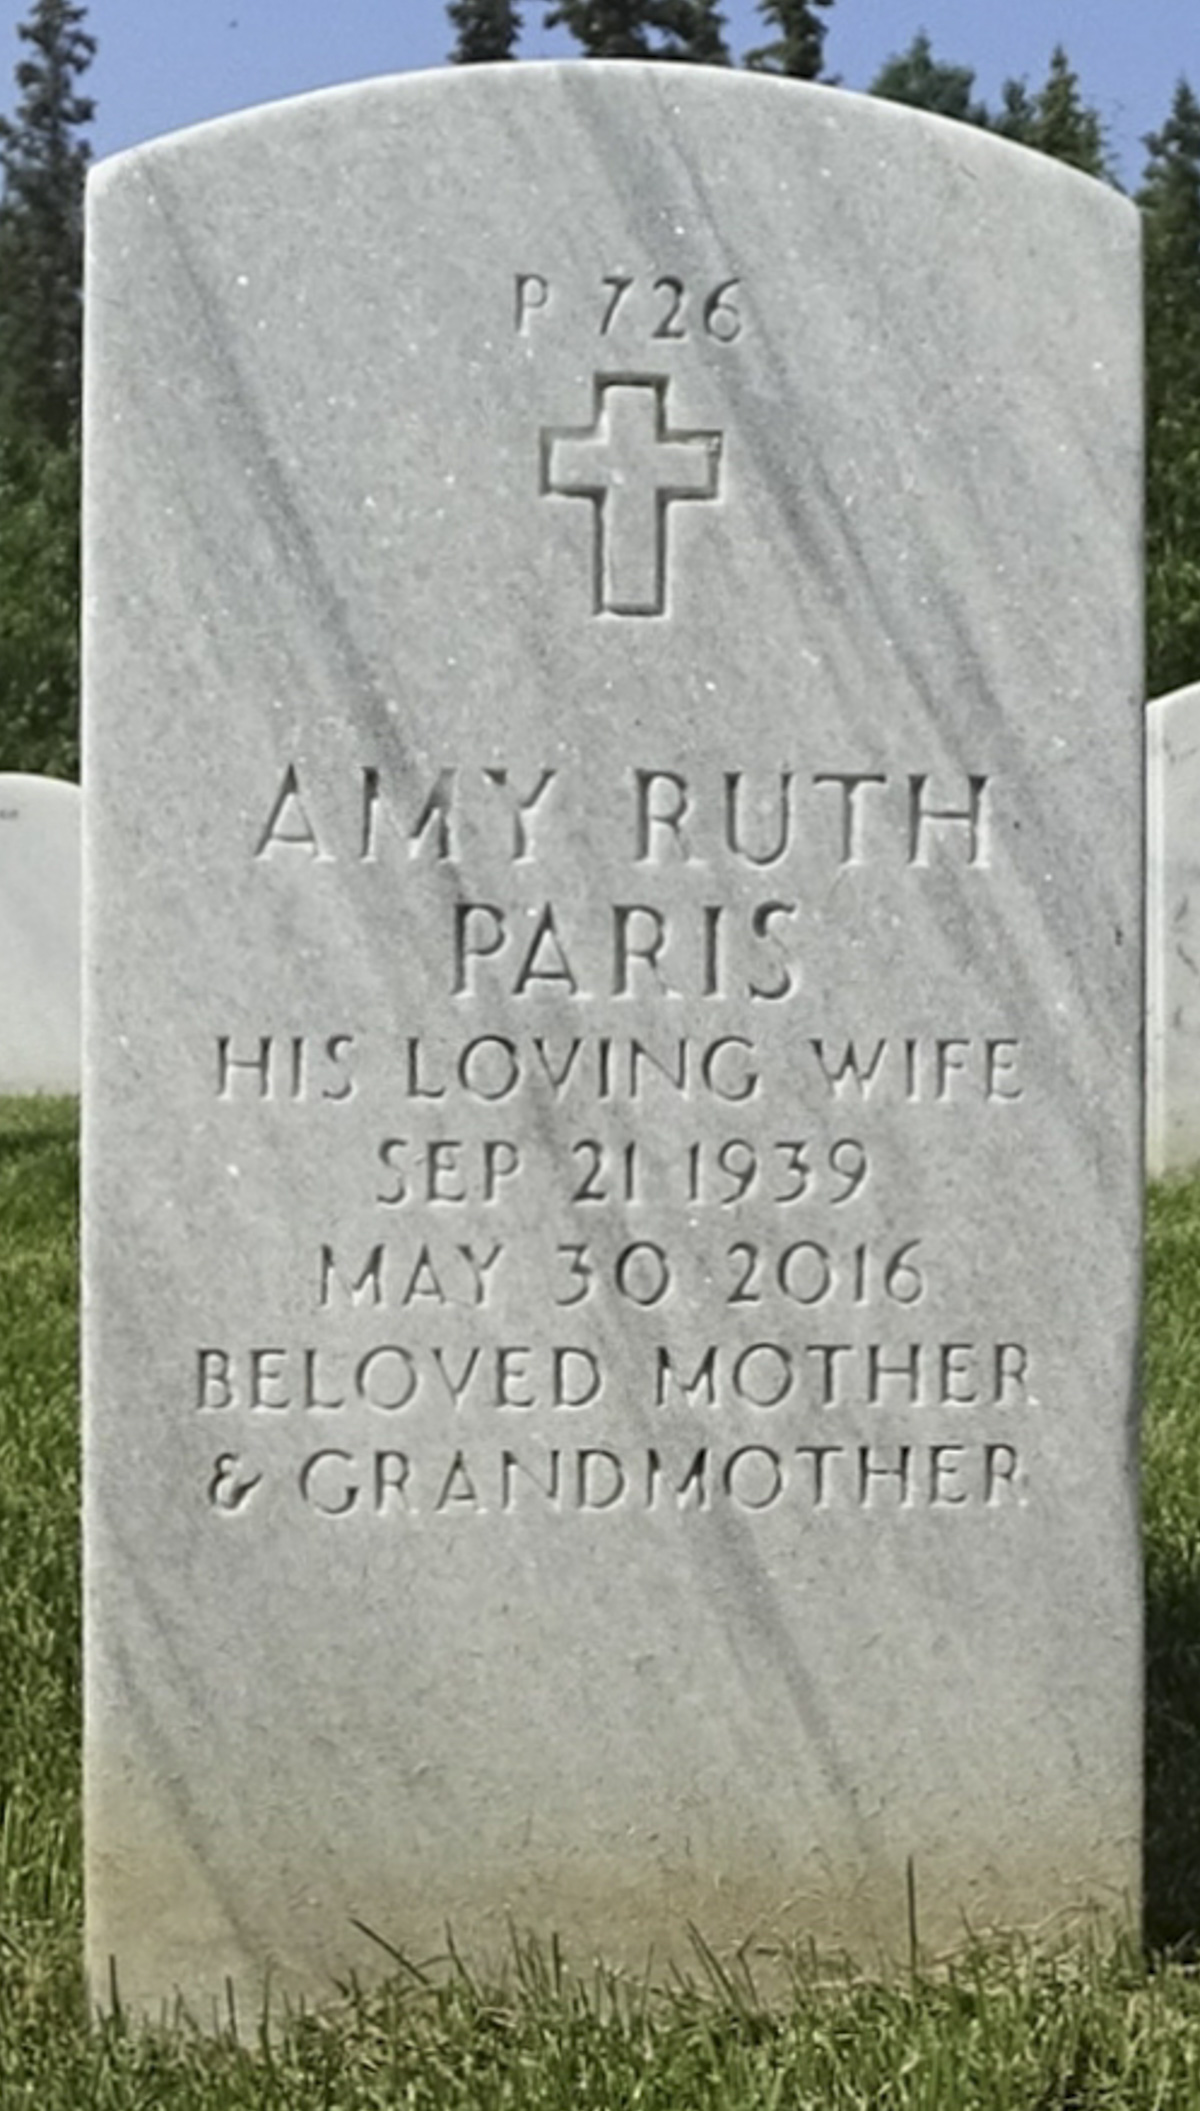 P 726
AMY RUTH
PARIS
HIS LOVING WIFE
SEP 21 1939
MAY 30 2016
BELOVED MOTHER
& GRANDMOTHER